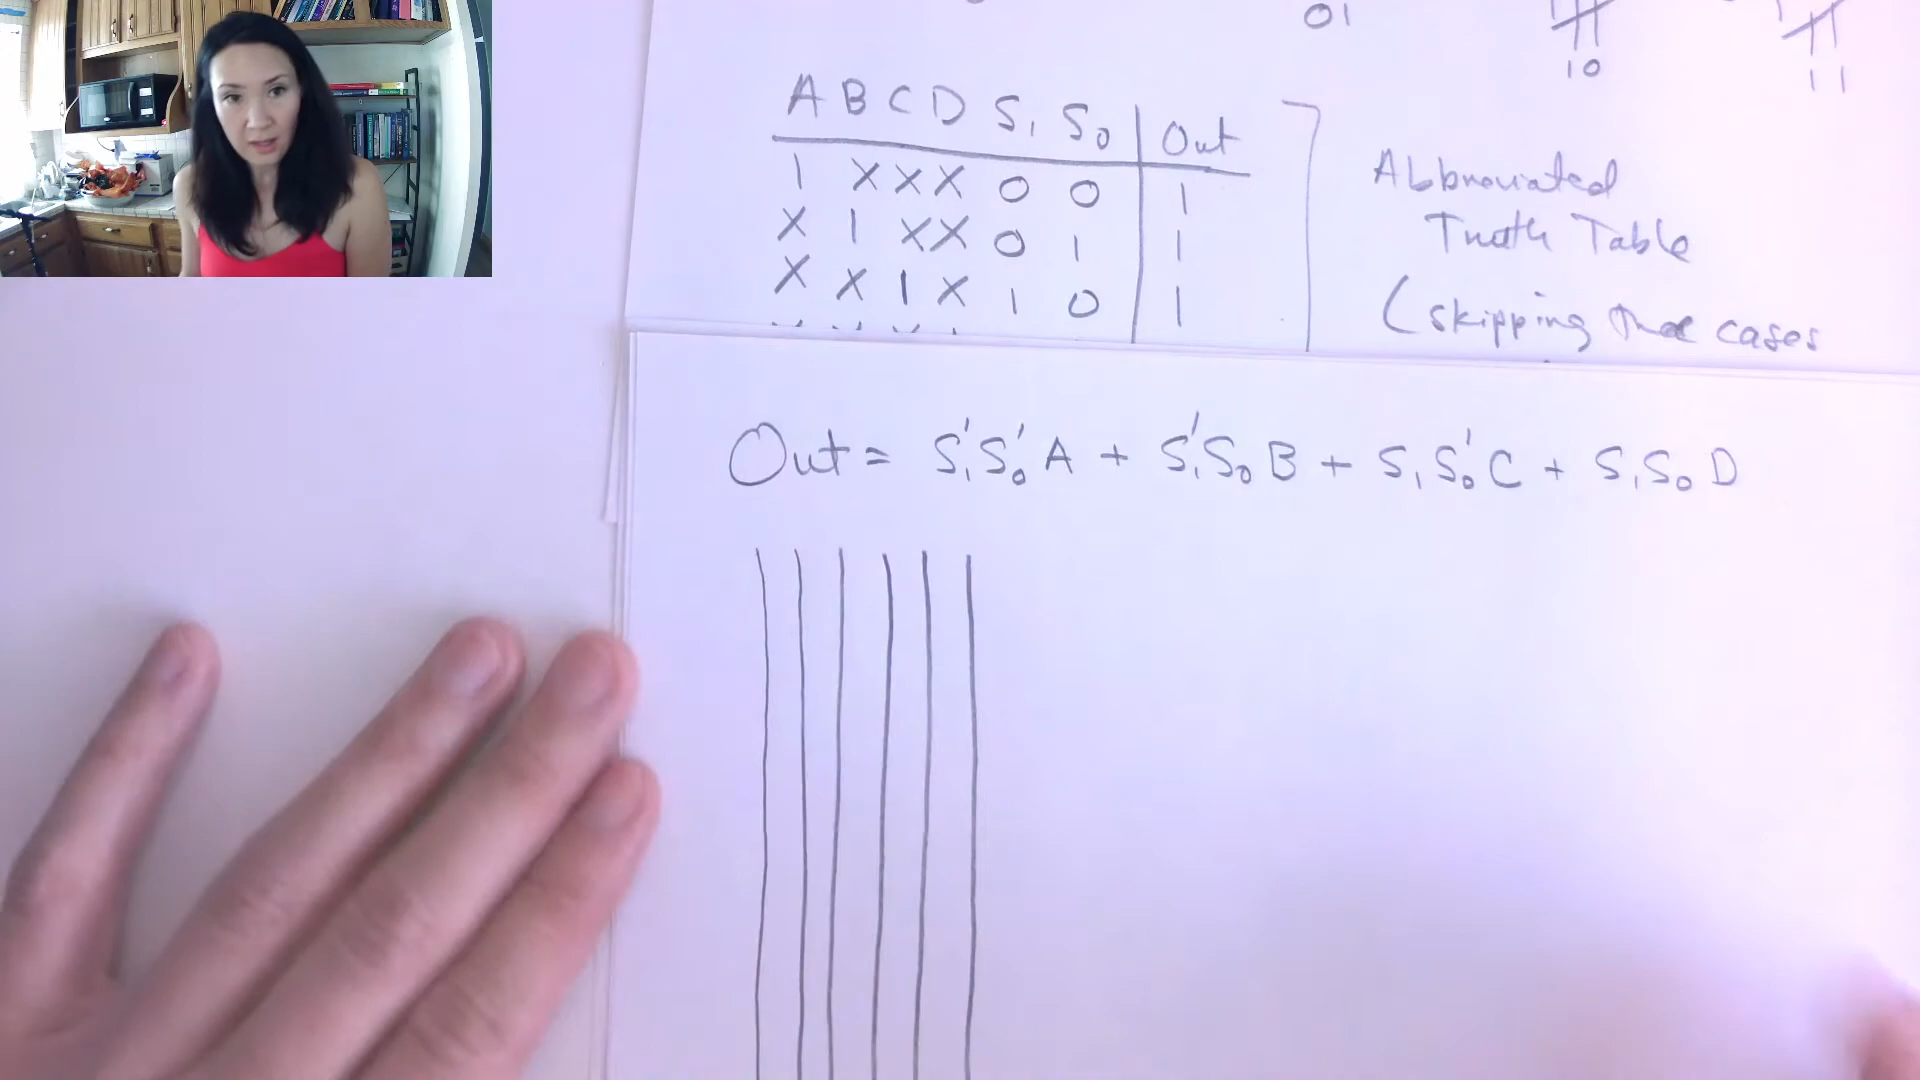 01 10 11
A B C D S₁ S₀ Out
1 X X X 0 0 1
X 1 X X 0 1 1
X X 1 X 1 0 1
Abbreviated
Truth Table
(skipping the cases
Out = S₁'S₀'A + S₁'S₀B + S₁S₀'C + S₁S₀D